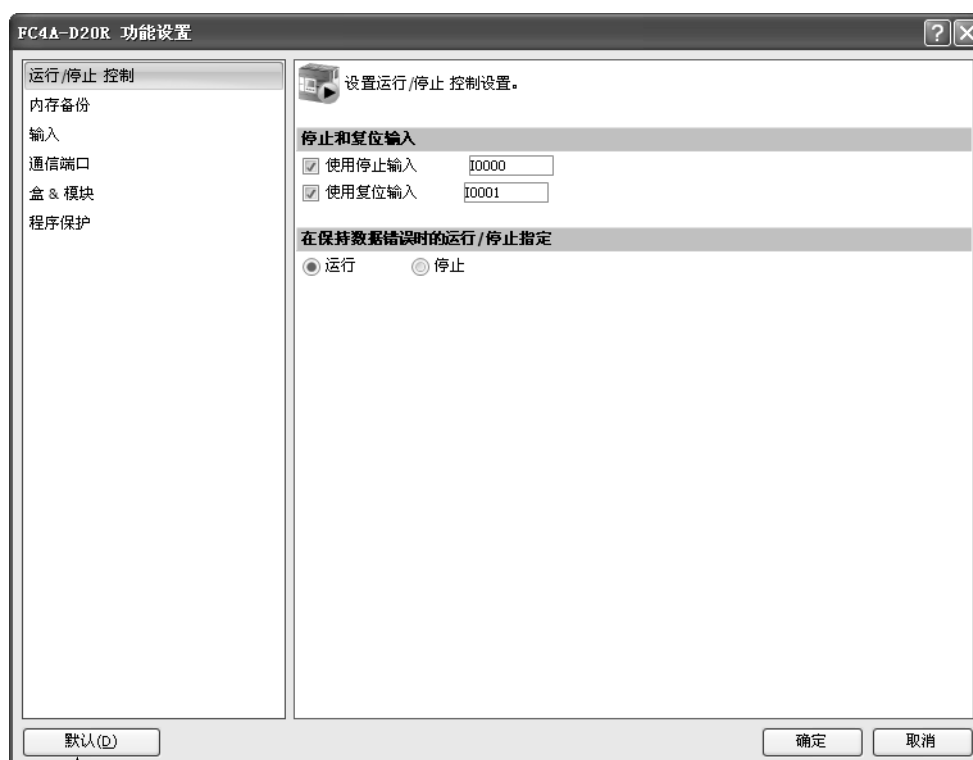 FC4A-D20R 功能设置
运行/停止 控制
内存备份
输入
通信端口
盒 & 模块
程序保护
设置运行/停止 控制设置。
停止和复位输入
使用停止输入 I0000
使用复位输入 I0001
在保持数据错误时的运行/停止指定
运行 停止
默认(D) 确定 取消